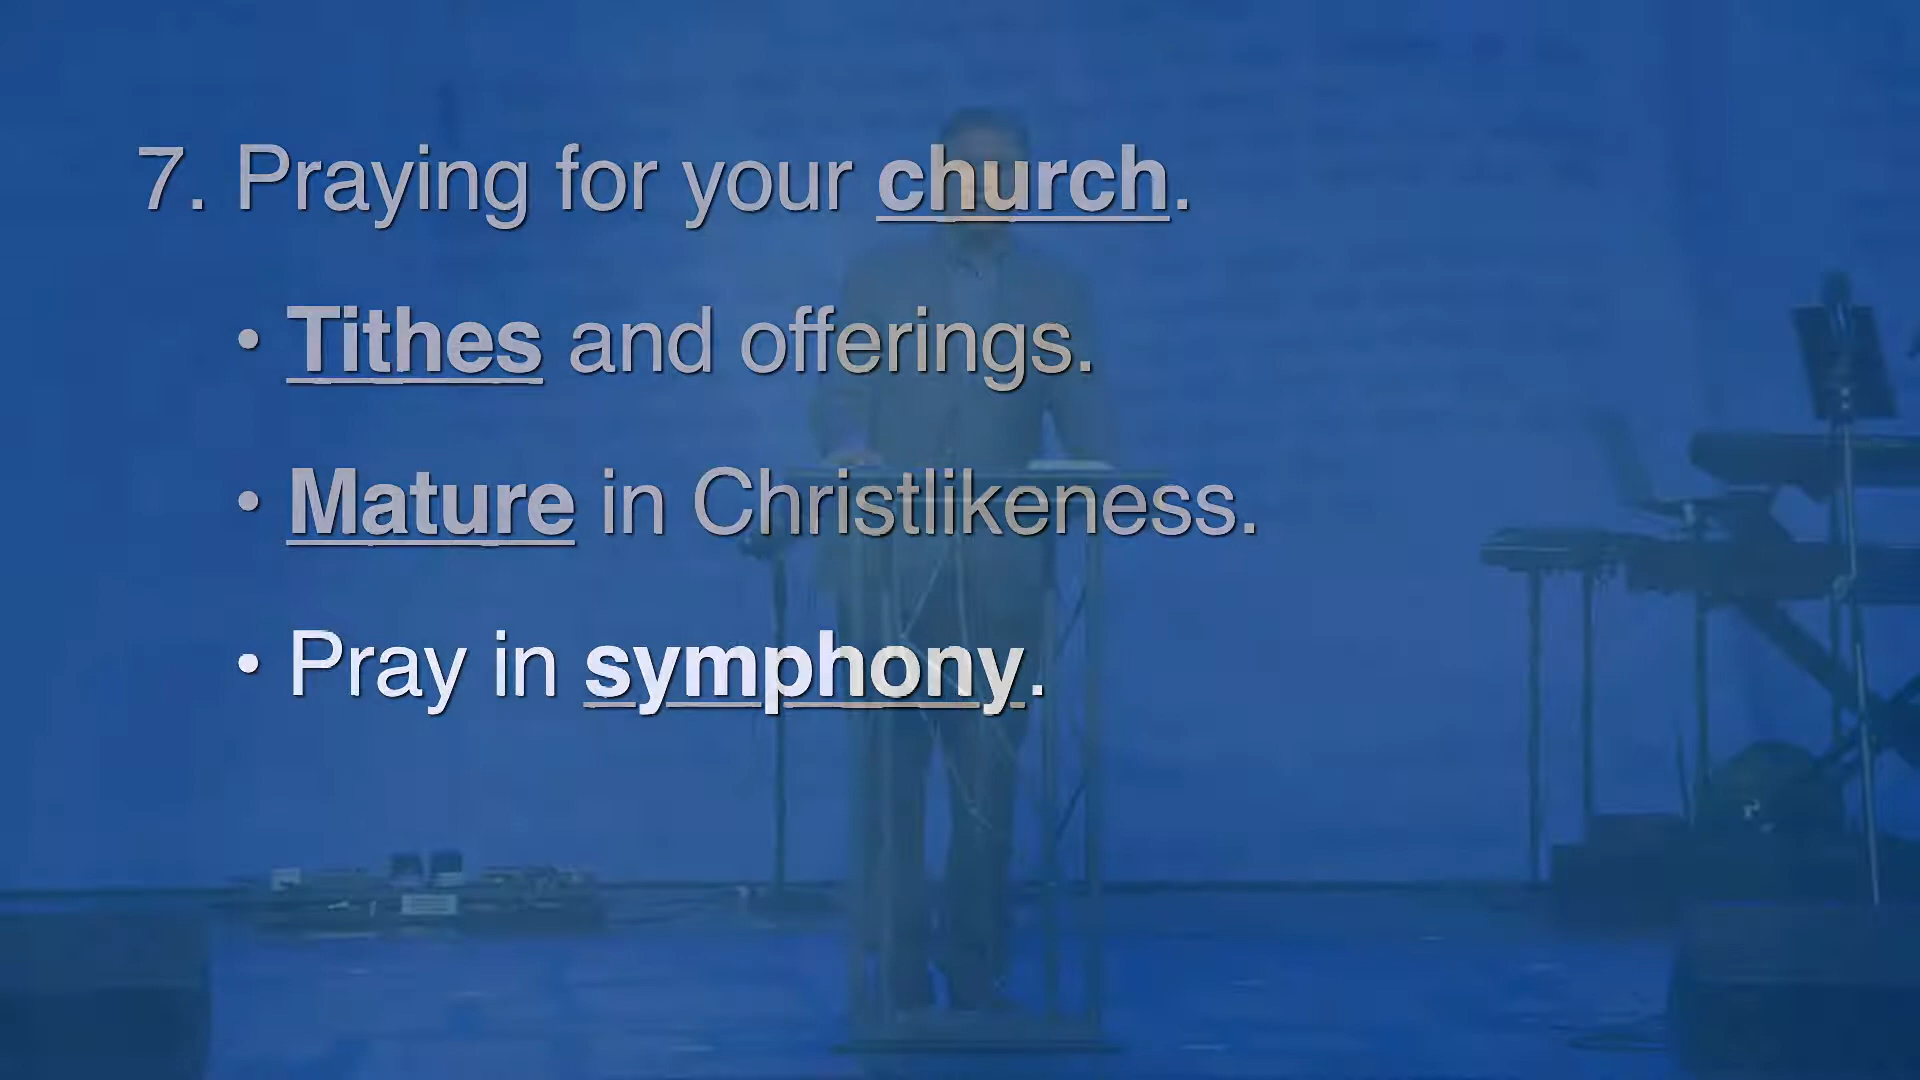 7. Praying for your church.
• Tithes and offerings.
• Mature in Christlikeness.
• Pray in symphony.